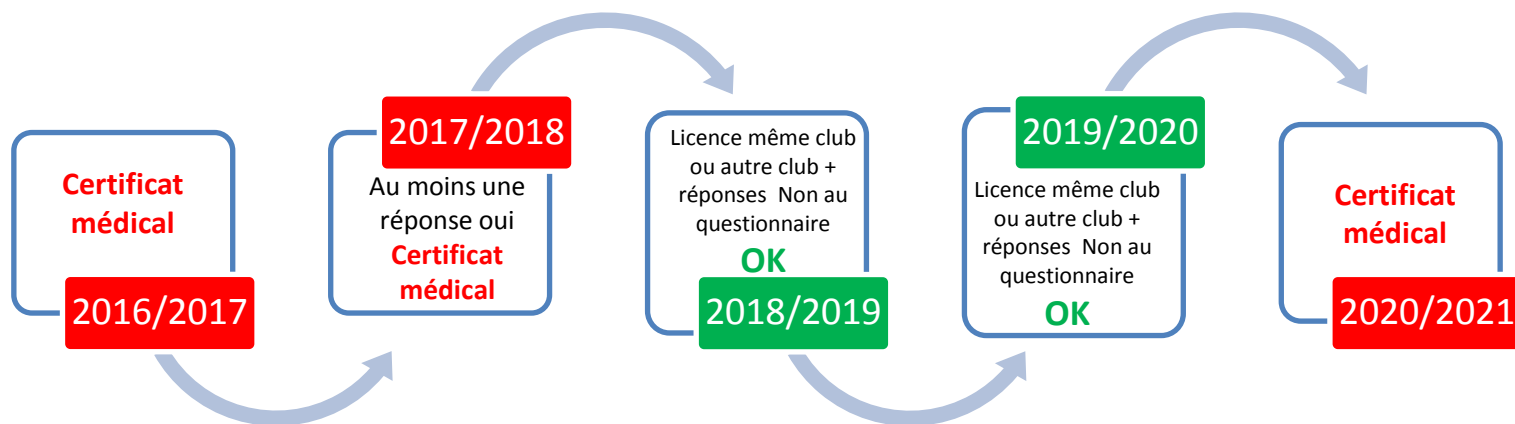 Certificat
médical
2016/2017
2017/2018
Au moins une
réponse oui
Certificat
médical
Licence même club
ou autre club +
réponses Non au
questionnaire
OK
2018/2019
2019/2020
Licence même club
ou autre club +
réponses Non au
questionnaire
OK
Certificat
médical
2020/2021